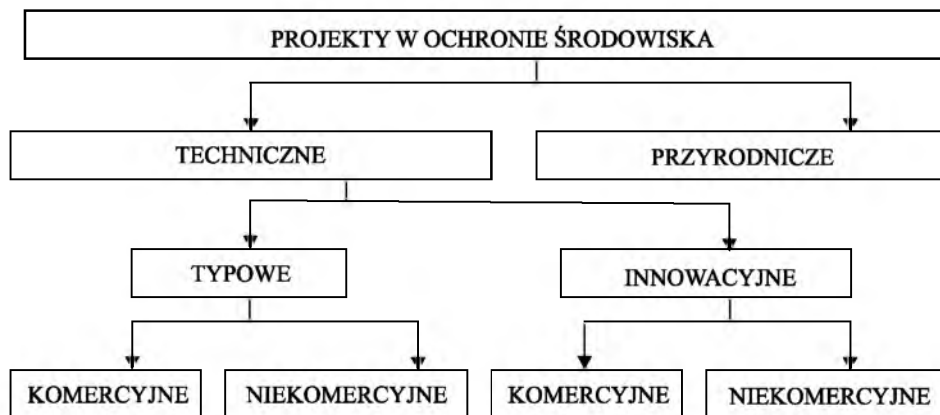 PROJEKTY W OCHRONIE ŚRODOWISKA
TECHNICZNE
PRZYRODNICZE
TYPOWE
INNOWACYJNE
KOMERCYJNE
NIEKOMERCYJNE
KOMERCYJNE
NIEKOMERCYJNE